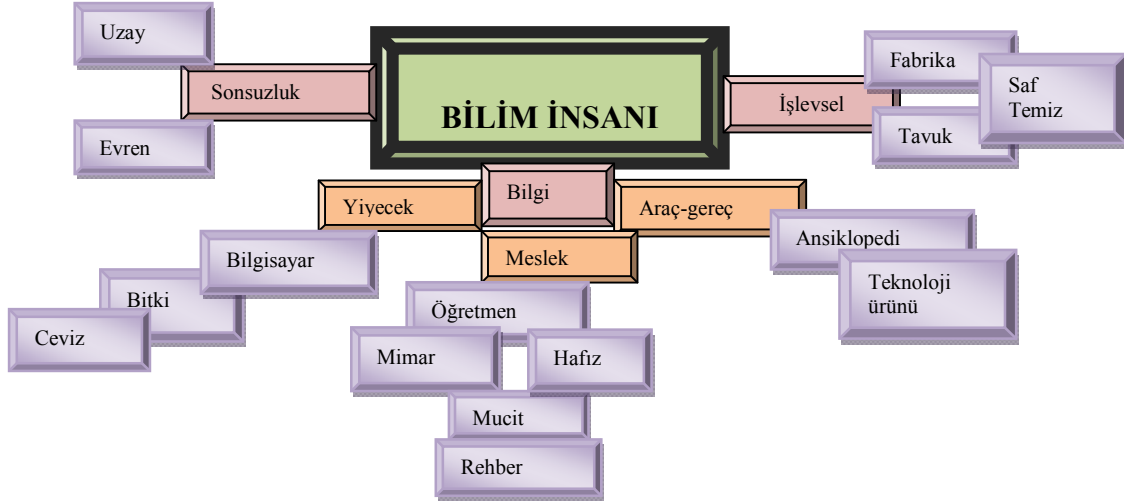 Uzay
Sonsuzluk
Evren
BİLİM İNSANI
İşlevsel
Fabrika
Saf
Temiz
Tavuk
Yiyecek
Bilgi
Araç-gereç
Meslek
Bilgisayar
Bitki
Ceviz
Öğretmen
Mimar
Hafız
Mucit
Rehber
Ansiklopedi
Teknoloji
ürünü